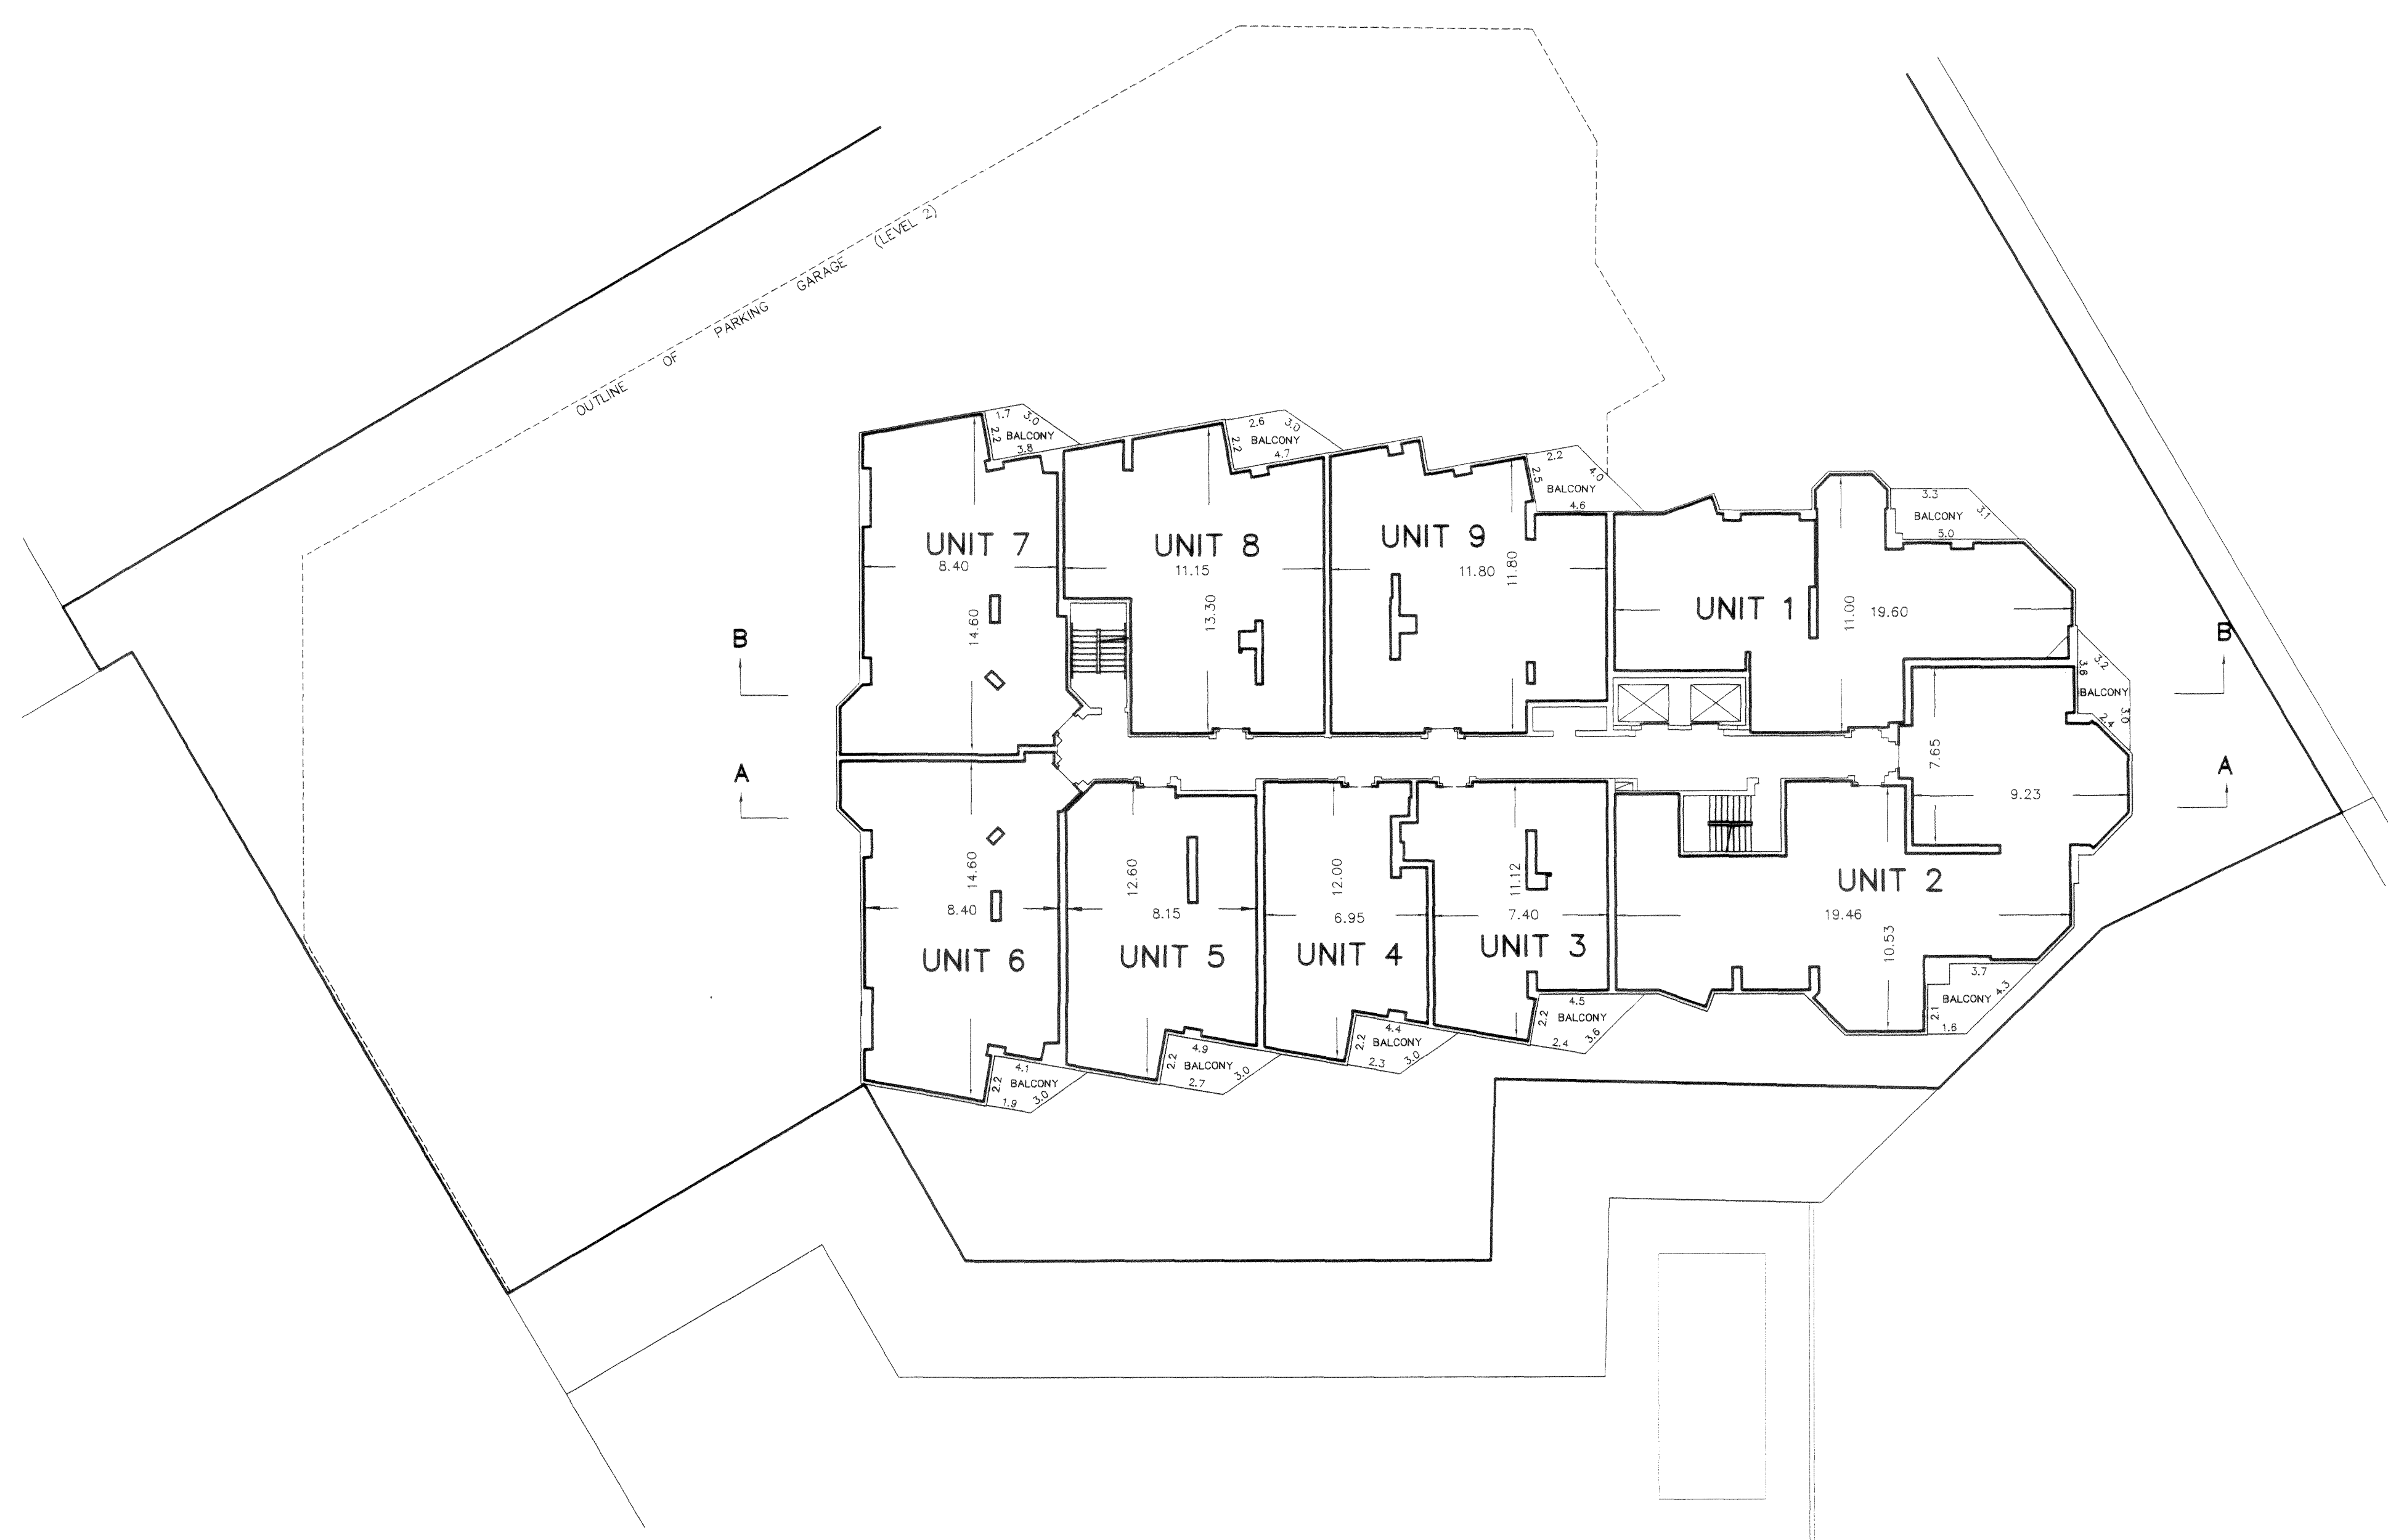 OUTLINE OF PARKING GARAGE (LEVEL 2)
1.7
3.0
2.2
BALCONY
3.8
2.6
3.0
2.2
BALCONY
4.7
2.2
4.0
2.5
BALCONY
4.6
3.3
3.1
BALCONY
5.0
UNIT 7
8.40
14.60
UNIT 8
11.15
13.30
UNIT 9
11.80
11.80
UNIT 1
11.00
19.60
B
B
3.2
3.6
BALCONY
2.4
3.0
A
A
7.65
9.23
14.60
8.40
UNIT 6
12.60
8.15
UNIT 5
12.00
6.95
UNIT 4
11.12
7.40
UNIT 3
UNIT 2
19.46
10.53
3.7
4.3
BALCONY
2.1
1.6
4.5
2.2
BALCONY
2.4
3.6
4.4
2.2
BALCONY
2.3
3.0
4.9
2.2
BALCONY
2.7
3.0
4.1
2.2
BALCONY
1.9
3.0